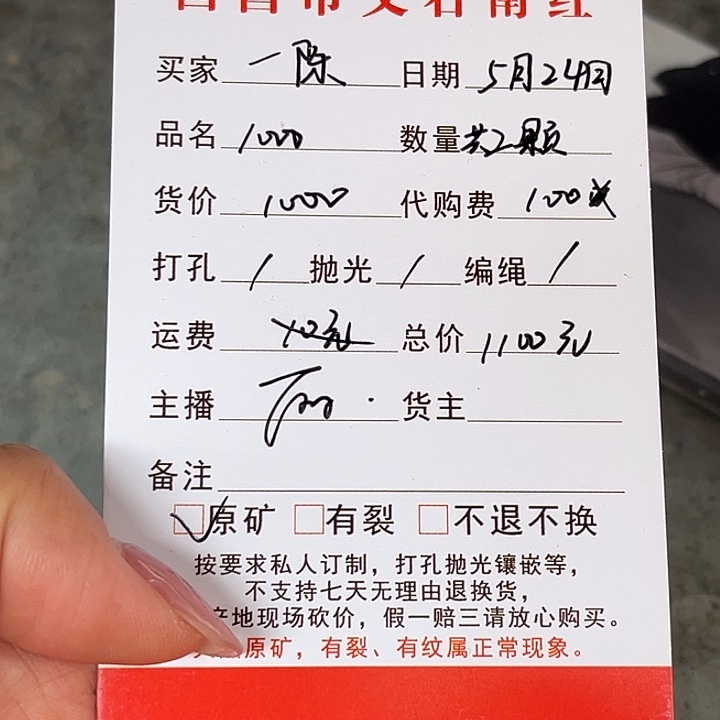 买家 一陈 日期 5月24日
品名 1000 数量 共2颗
货价 1000 代购费 100
打孔 / 抛光 / 编绳 /
运费 总价 1100元
主播 货主
备注
原矿 有裂 不退不换
按要求私人订制，打孔抛光镶嵌等，
不支持七天无理由退换货，
产地现场砍价，假一赔三请放心购买。
原矿，有裂、有纹属正常现象。